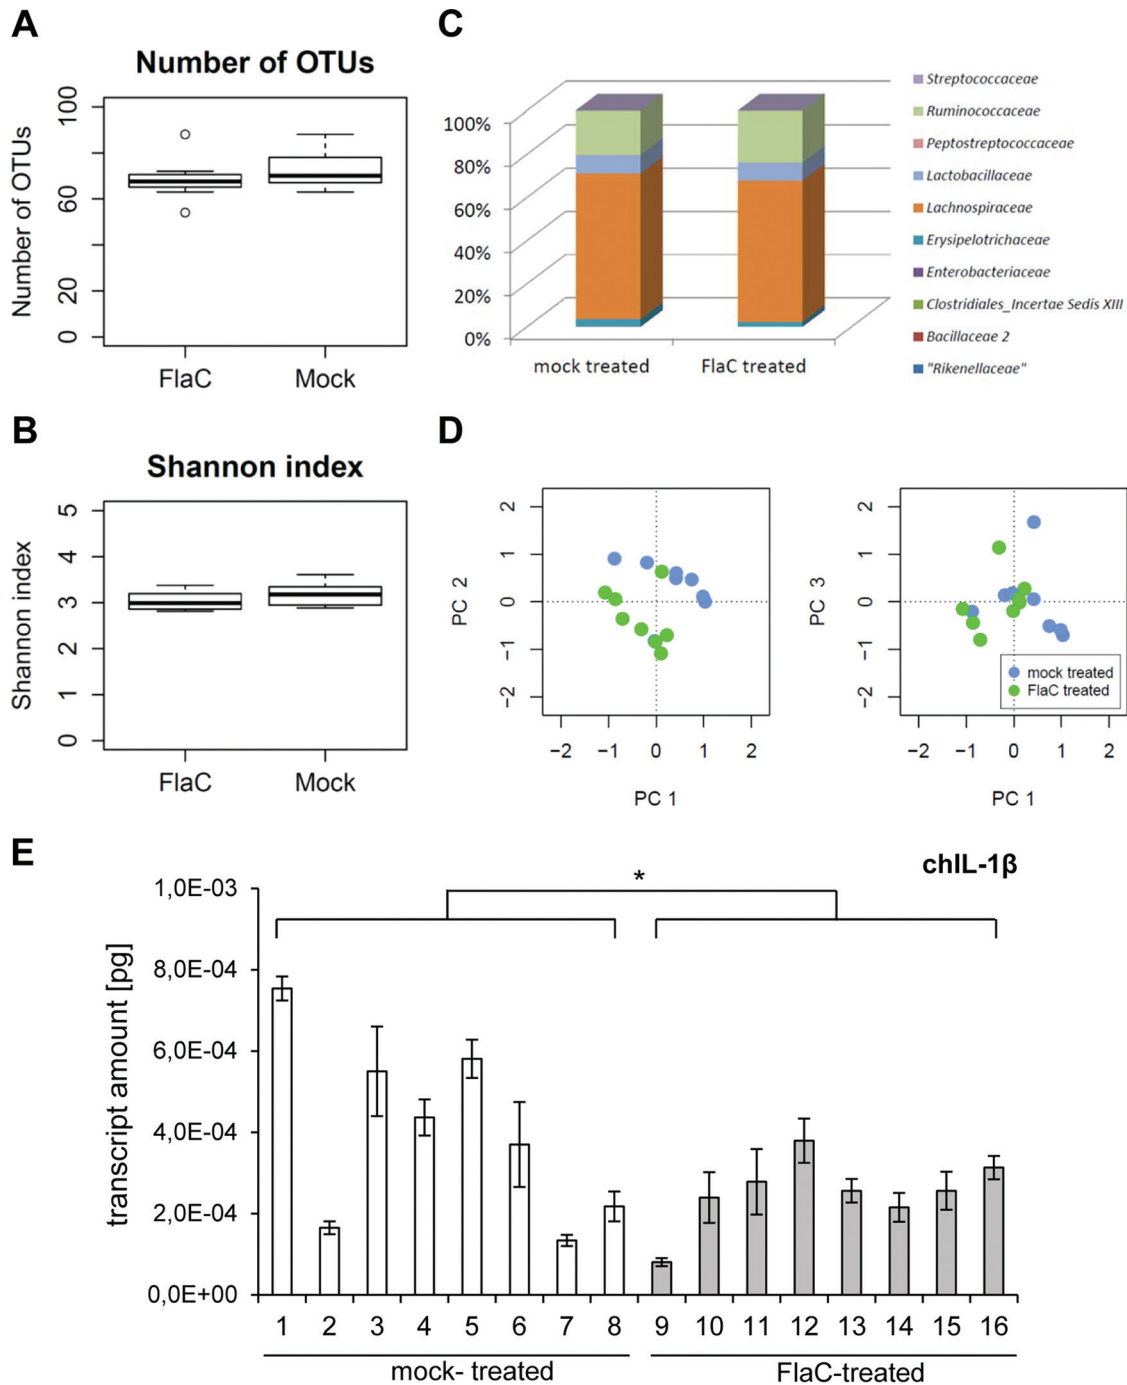 A
Number of OTUs
Number of OTUs
100
60
20
0
FlaC
Mock
B
Shannon index
Shannon index
5
4
3
2
1
0
FlaC
Mock
C
100%
80%
60%
40%
20%
0%
mock treated
FlaC treated
Streptococcaceae
Ruminococcaceae
Peptostreptococcaceae
Lactobacillaceae
Lachnospiraceae
Erysipelotrichaceae
Enterobacteriaceae
Clostridiales_Incertae Sedis XIII
Bacillaceae 2
"Rikenellaceae"
D
PC 2
2
1
0
−1
−2
−2 −1 0 1 2
PC 1
PC 3
2
1
0
−1
−2
mock treated
FlaC treated
−2 −1 0 1 2
PC 1
E
chIL-1β
*
transcript amount [pg]
1,0E-03
8,0E-04
6,0E-04
4,0E-04
2,0E-04
0,0E+00
1 2 3 4 5 6 7 8 9 10 11 12 13 14 15 16
mock- treated
FlaC-treated